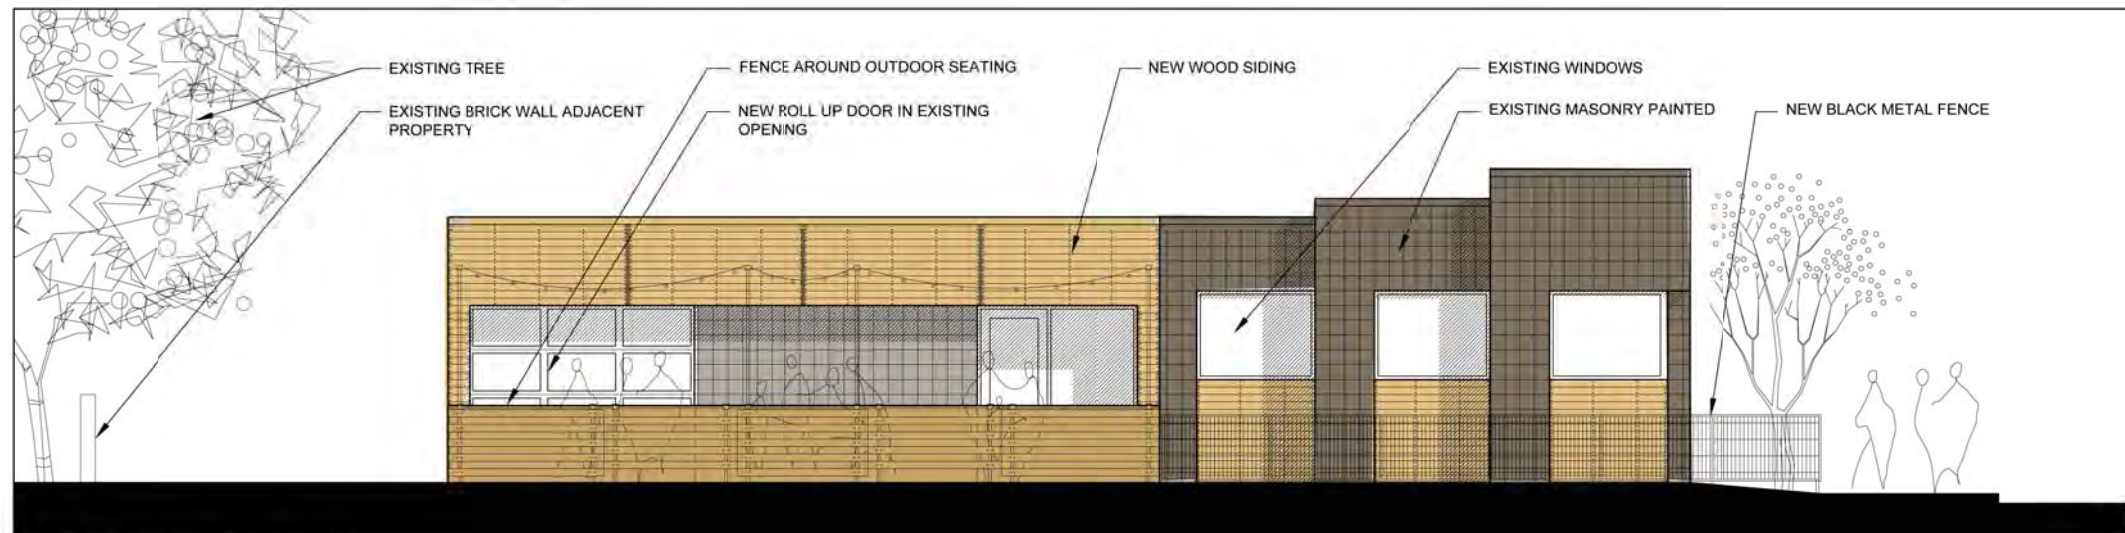 EXISTING TREE
EXISTING BRICK WALL ADJACENT
PROPERTY
FENCE AROUND OUTDOOR SEATING
NEW ROLL UP DOOR IN EXISTING
OPENING
NEW WOOD SIDING
EXISTING WINDOWS
EXISTING MASONRY PAINTED
NEW BLACK METAL FENCE